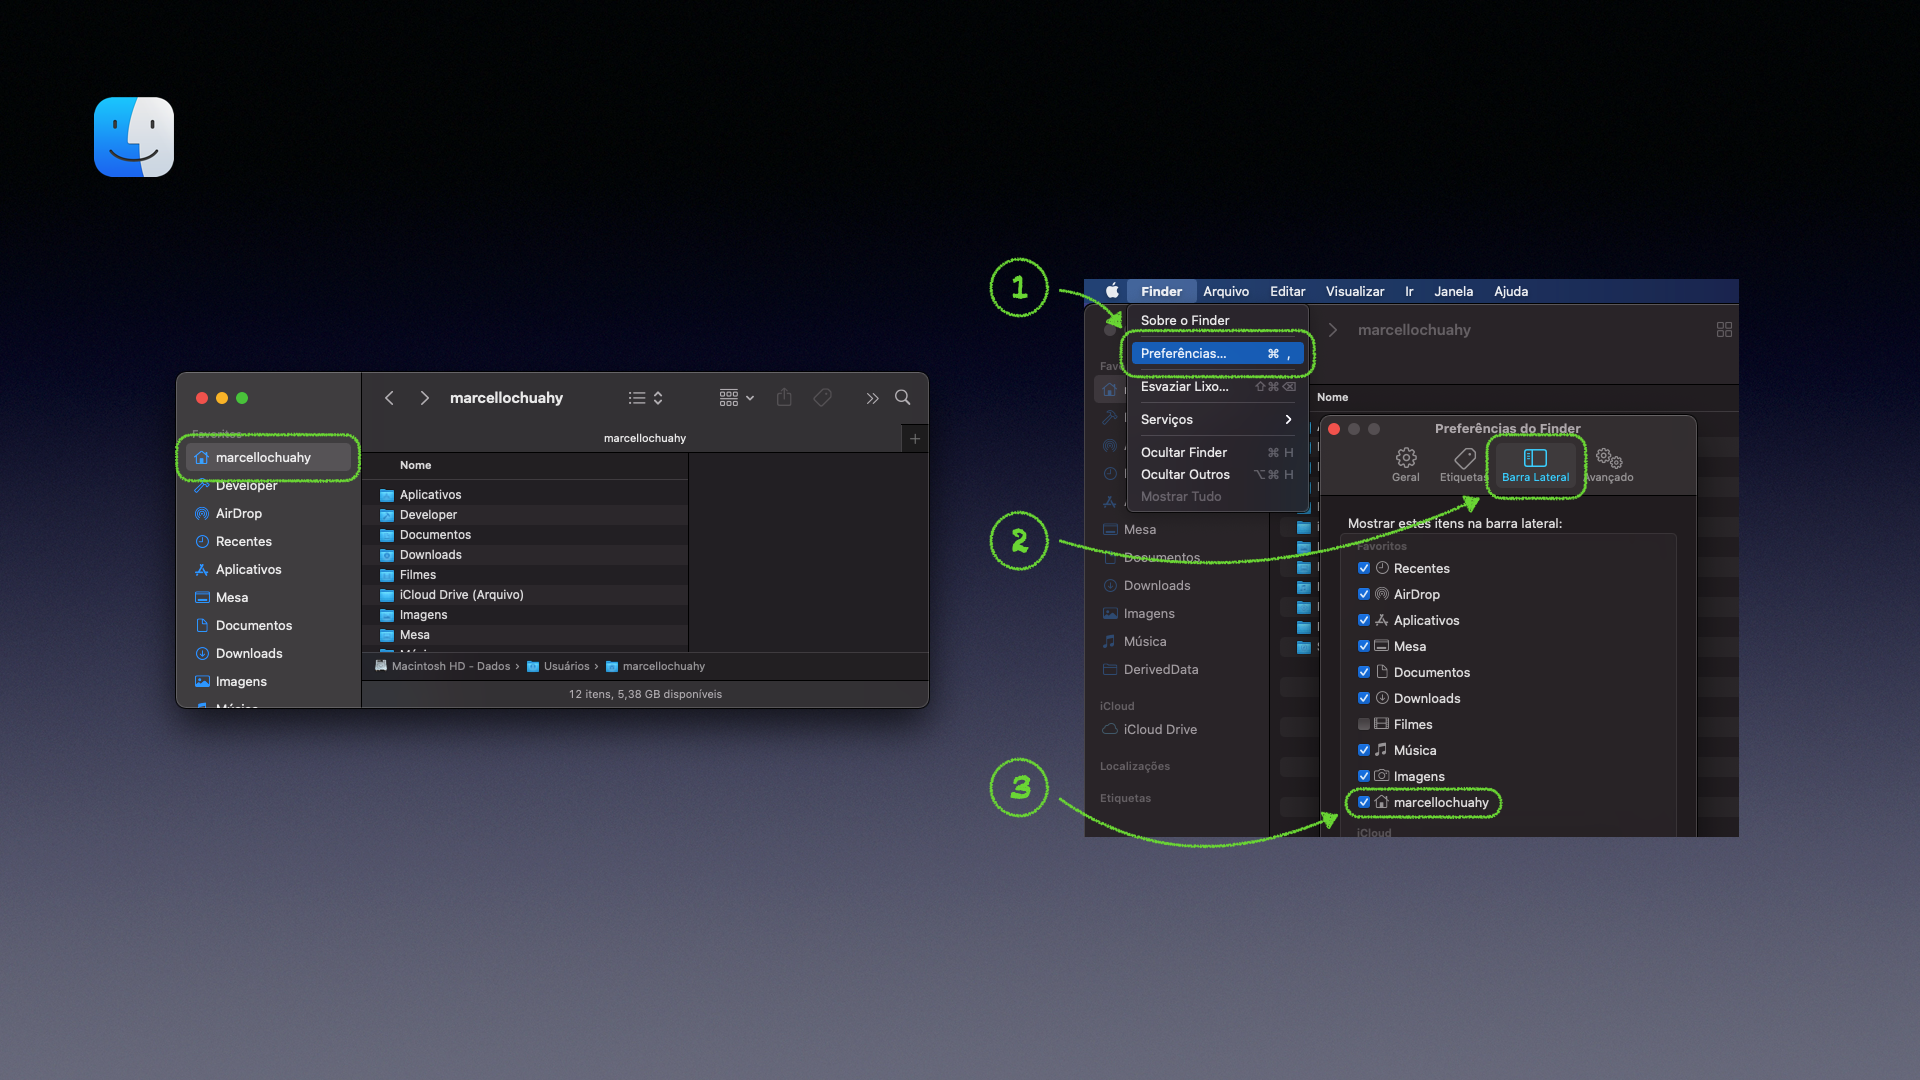 marcellochuahy
marcellochuahy
Favoritos
marcellochuahy
Developer
AirDrop
Recentes
Aplicativos
Mesa
Documentos
Downloads
Imagens
Música
Nome
Aplicativos
Developer
Documentos
Downloads
Filmes
iCloud Drive (Arquivo)
Imagens
Mesa
Macintosh HD - Dados › Usuários › marcellochuahy
12 itens, 5,38 GB disponíveis
1
2
3
Finder Arquivo Editar Visualizar Ir Janela Ajuda
Sobre o Finder
Preferências... ⌘ ,
Esvaziar Lixo... ⇧⌘⌫
Serviços
Ocultar Finder ⌘ H
Ocultar Outros ⌥⌘ H
Mostrar Tudo
marcellochuahy
Nome
Mesa
Documentos
Downloads
Imagens
Música
DerivedData
iCloud
iCloud Drive
Localizações
Etiquetas
Preferências do Finder
Geral Etiquetas Barra Lateral Avançado
Mostrar estes itens na barra lateral:
Favoritos
Recentes
AirDrop
Aplicativos
Mesa
Documentos
Downloads
Filmes
Música
Imagens
marcellochuahy
iCloud